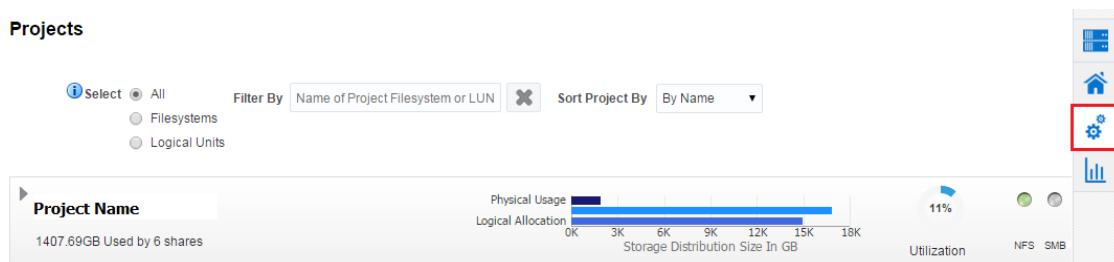 Projects
Select All
Filter By Name of Project Filesystem or LUN
Sort Project By By Name
Filesystems
Logical Units
Project Name
1407.69GB Used by 6 shares
Physical Usage
Logical Allocation
0K 3K 6K 9K 12K 15K 18K
Storage Distribution Size In GB
11%
Utilization
NFS SMB